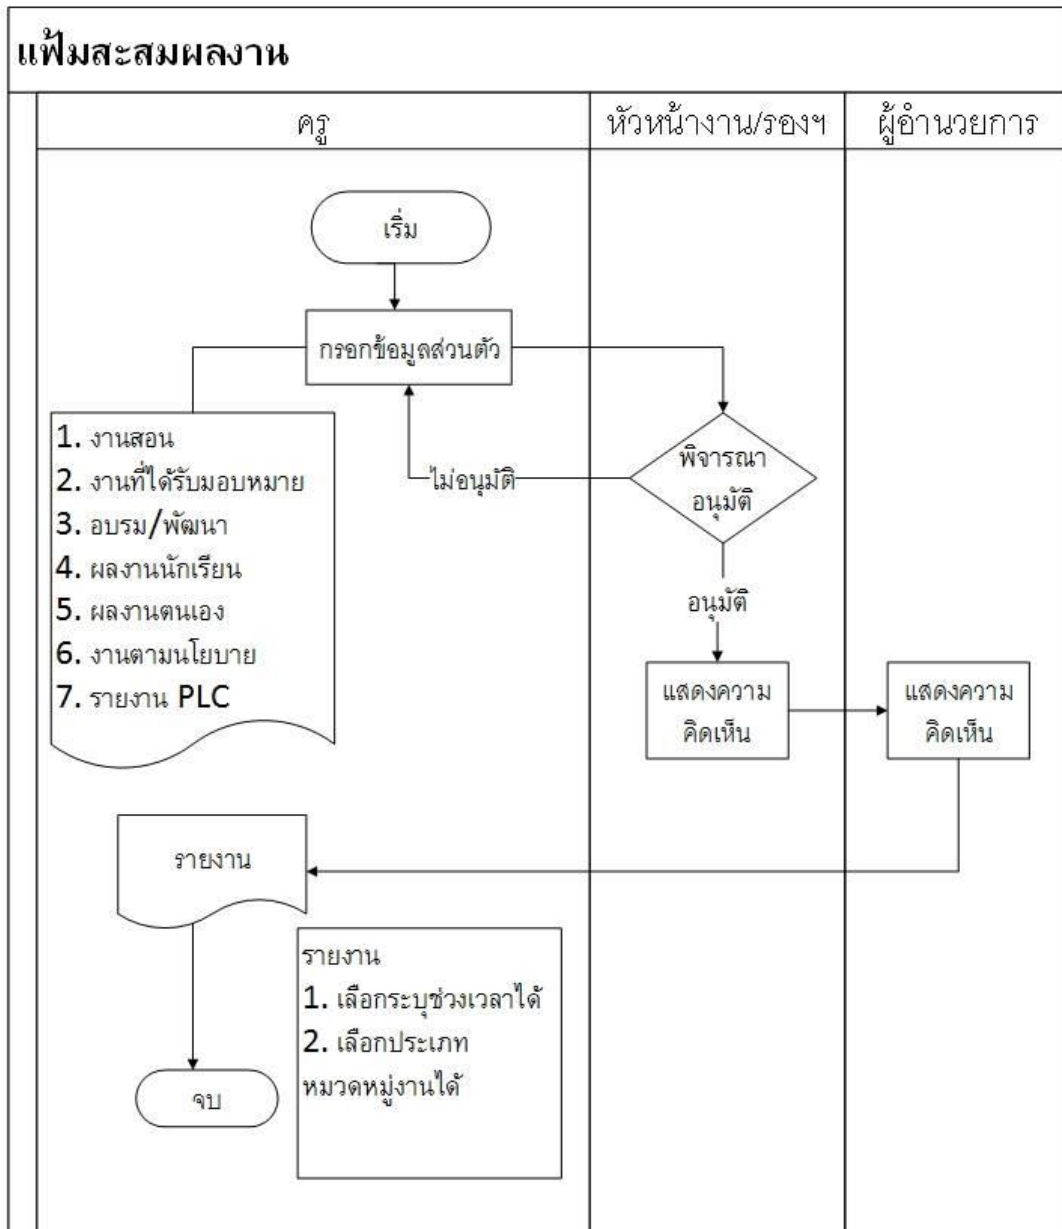 แฟ้มสะสมผลงาน
ครู
หัวหน้างาน/รองฯ
ผู้อำนวยการ
เริ่ม
กรอกข้อมูลส่วนตัว
1. งานสอน
2. งานที่ได้รับมอบหมาย
3. อบรม/พัฒนา
4. ผลงานนักเรียน
5. ผลงานตนเอง
6. งานตามนโยบาย
7. รายงาน PLC
ไม่อนุมัติ
พิจารณา
อนุมัติ
อนุมัติ
แสดงความ
คิดเห็น
แสดงความ
คิดเห็น
รายงาน
รายงาน
1. เลือกระบุช่วงเวลาได้
2. เลือกประเภท
หมวดหมู่งานได้
จบ